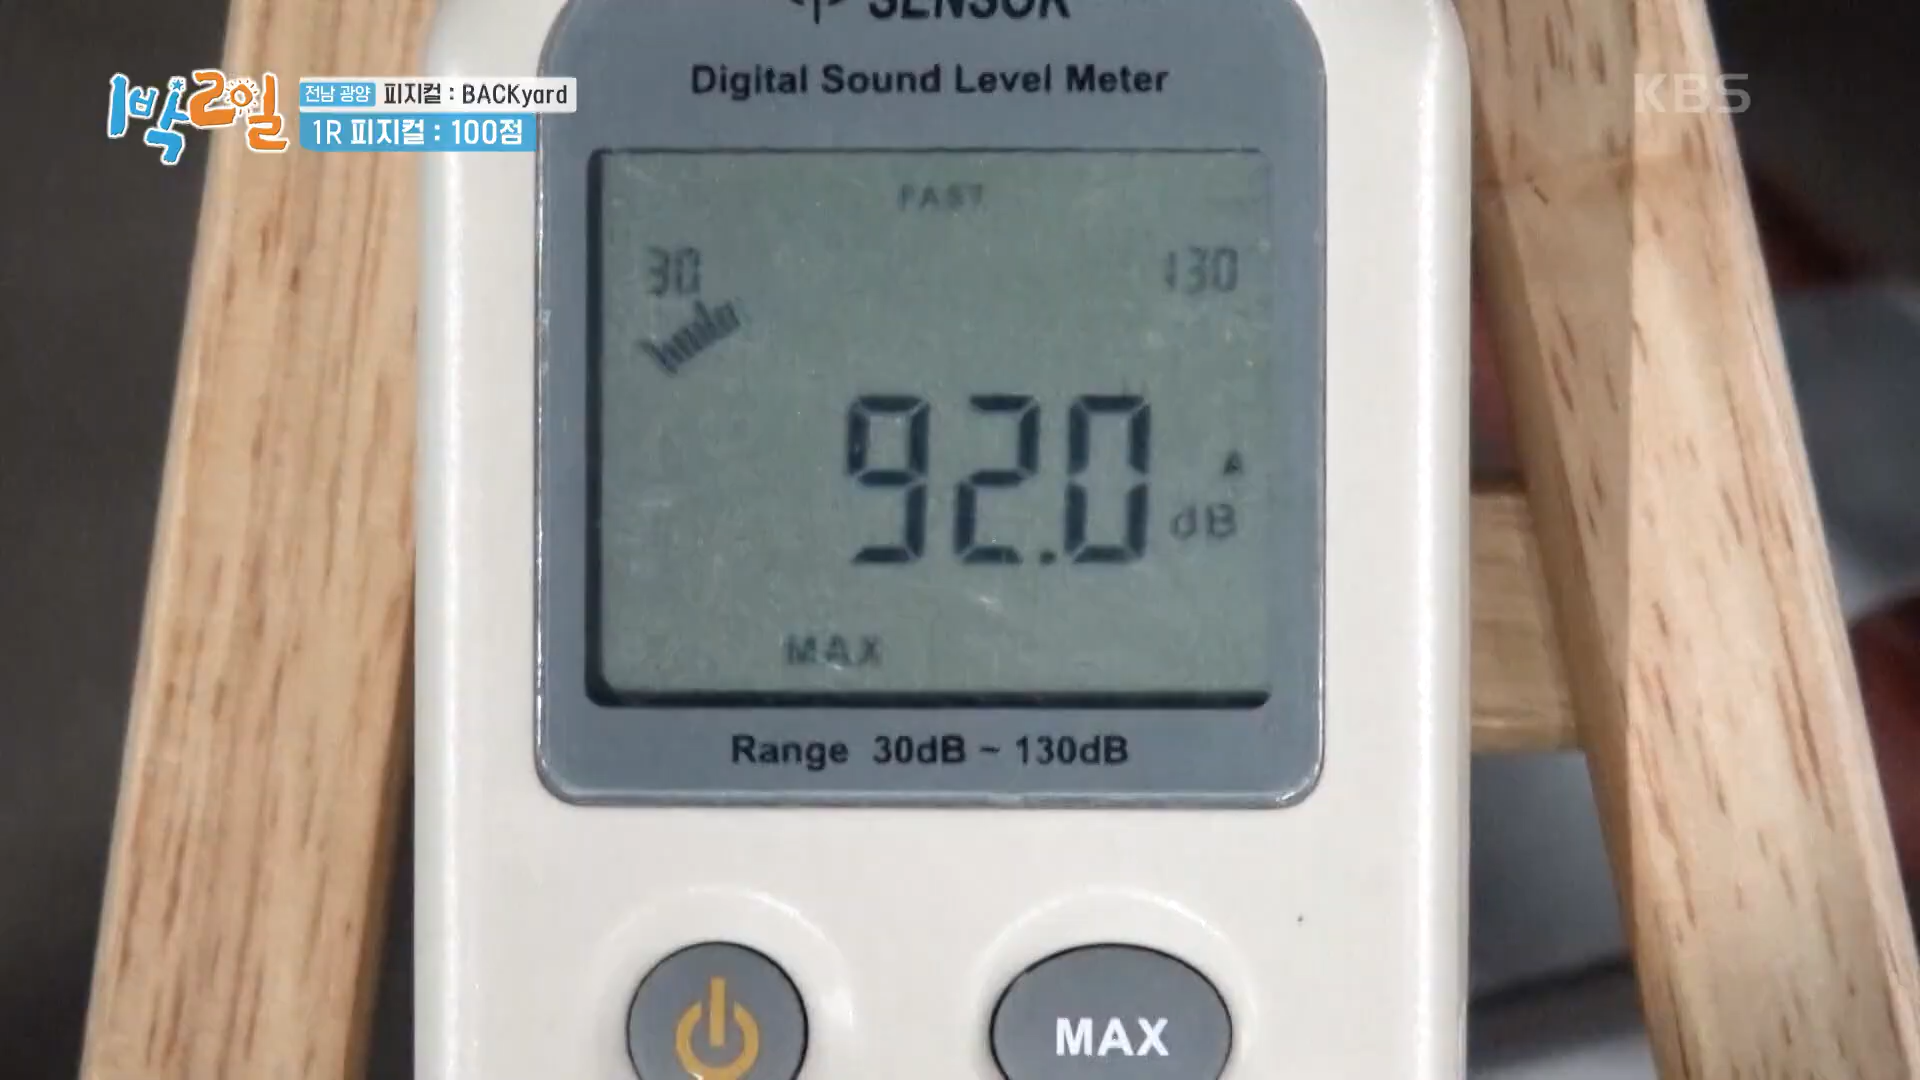 SENSOR
Digital Sound Level Meter
1박2일
전남 광양 피지컬 : BACKyard
1R 피지컬 : 100점
KBS
FAST
30 130
92.0 A dB
MAX
Range 30dB ~ 130dB
MAX